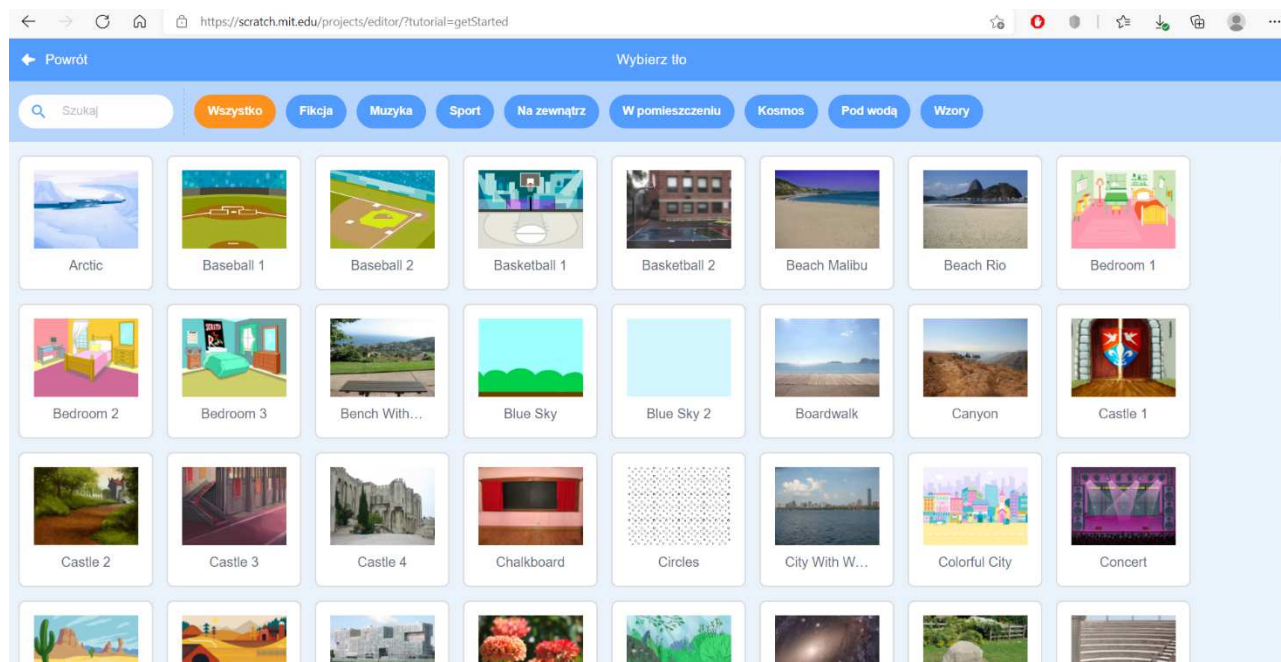 https://scratch.mit.edu/projects/editor/?tutorial=getStarted
Powrót
Wybierz tło
Szukaj
Wszystko Fikcja Muzyka Sport Na zewnątrz W pomieszczeniu Kosmos Pod wodą Wzory
Arctic Baseball 1 Baseball 2 Basketball 1 Basketball 2 Beach Malibu Beach Rio Bedroom 1
Bedroom 2 Bedroom 3 Bench With... Blue Sky Blue Sky 2 Boardwalk Canyon Castle 1
Castle 2 Castle 3 Castle 4 Chalkboard Circles City With W... Colorful City Concert